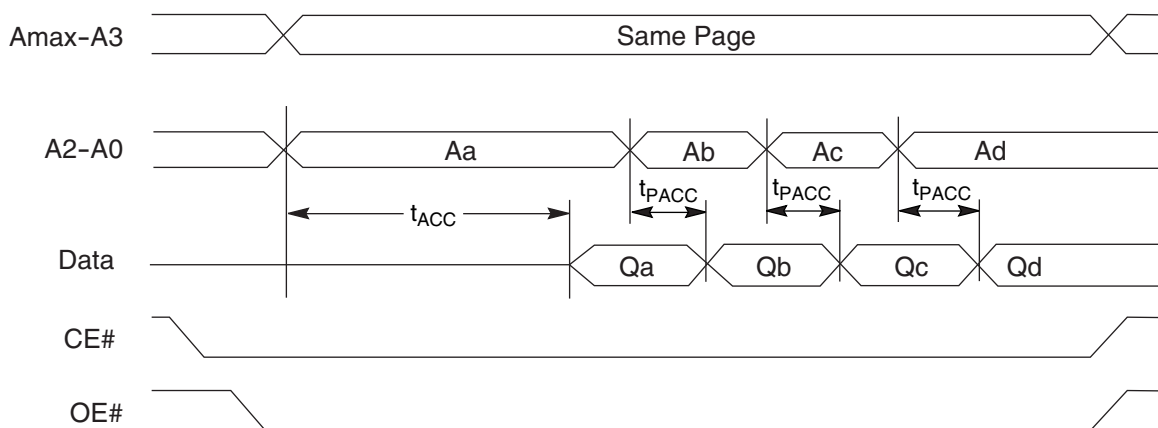 Amax-A3
Same Page
A2-A0
Aa
Ab
Ac
Ad
tACC
tPACC
tPACC
tPACC
Data
Qa
Qb
Qc
Qd
CE#
OE#